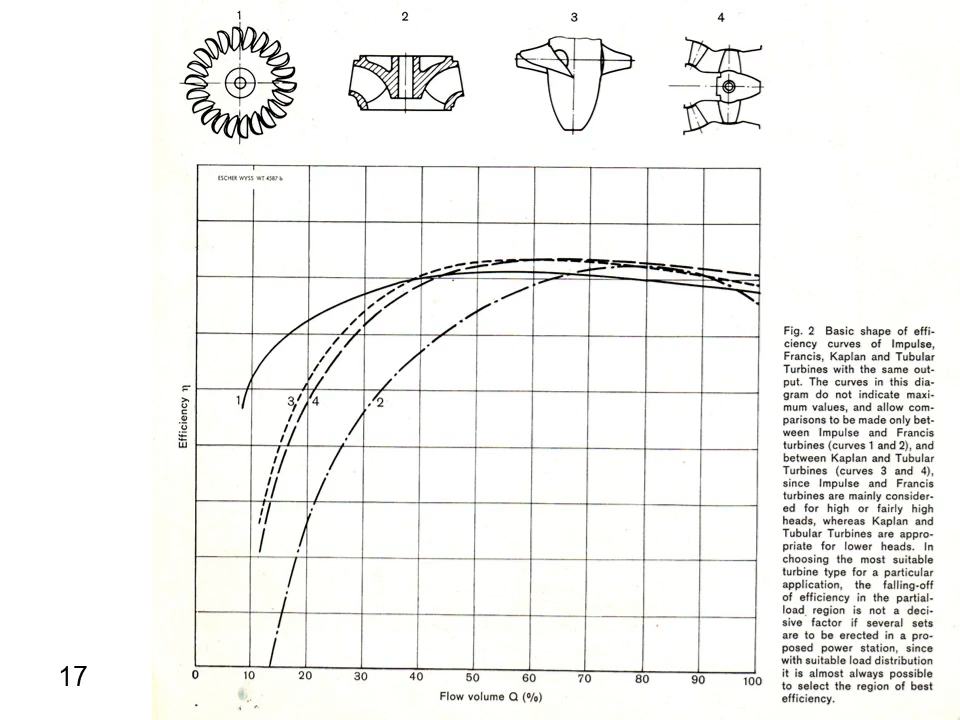 1 2 3 4
ESCHER WYSS WT 4587 b
Efficiency η
1 3 4 2
0 10 20 30 40 50 60 70 80 90 100
Flow volume Q (%)
Fig. 2 Basic shape of effi-
ciency curves of Impulse,
Francis, Kaplan and Tubular
Turbines with the same out-
put. The curves in this dia-
gram do not indicate maxi-
mum values, and allow com-
parisons to be made only bet-
ween Impulse and Francis
turbines (curves 1 and 2), and
between Kaplan and Tubular
Turbines (curves 3 and 4),
since Impulse and Francis
turbines are mainly consider-
ed for high or fairly high
heads, whereas Kaplan and
Tubular Turbines are appro-
priate for lower heads. In
choosing the most suitable
turbine type for a particular
application, the falling-off
of efficiency in the partial-
load region is not a deci-
sive factor if several sets
are to be erected in a pro-
posed power station, since
with suitable load distribution
it is almost always possible
to select the region of best
efficiency.
17